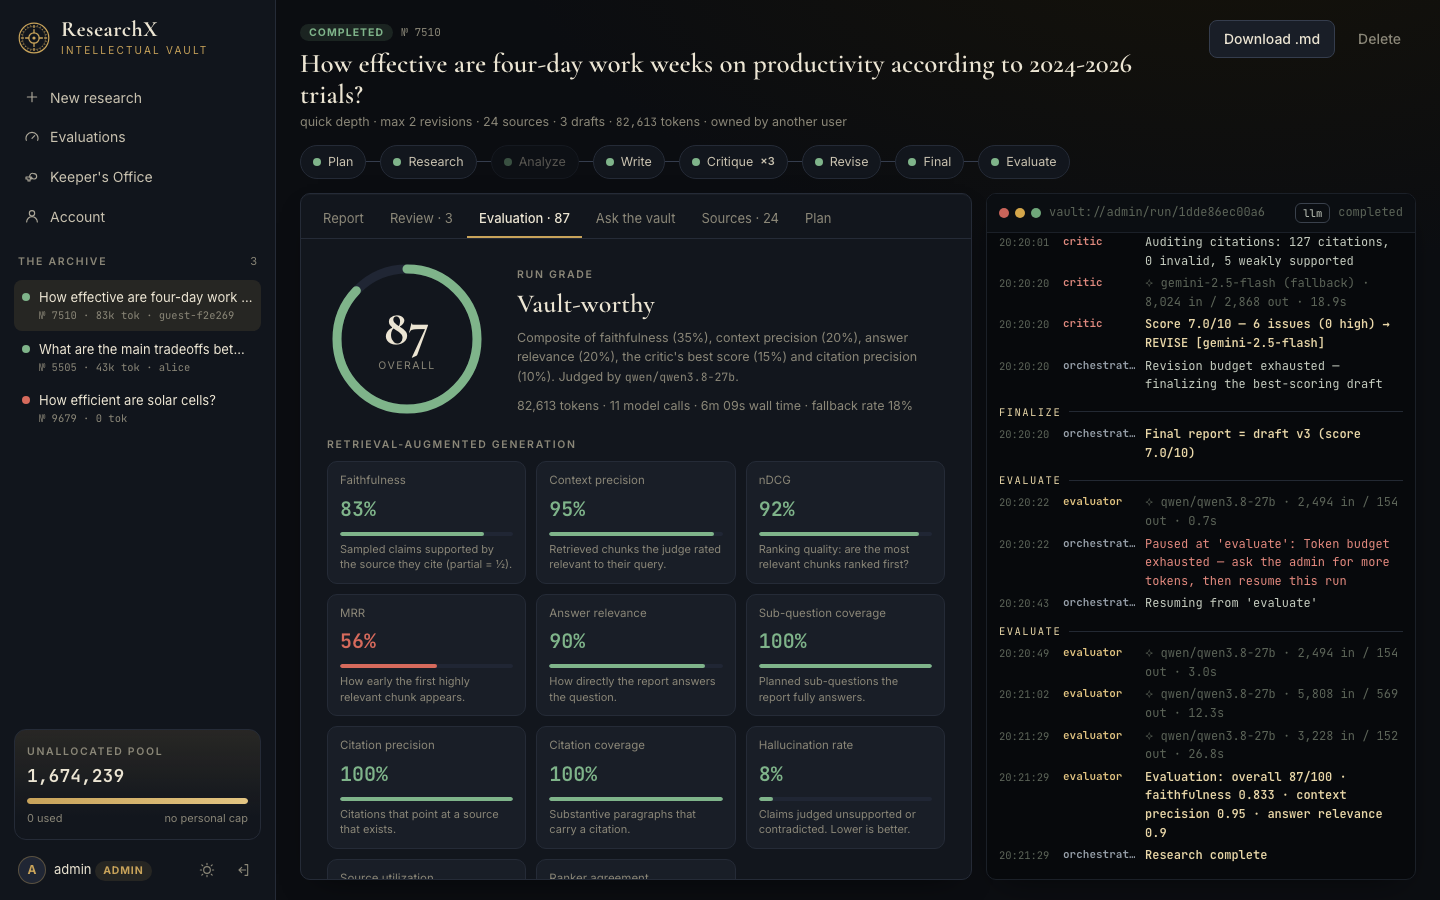 ResearchX
INTELLECTUAL VAULT
New research
Evaluations
Keeper's Office
Account
THE ARCHIVE 3
How effective are four-day work ...
№ 7510 · 83k tok · guest-f2e269
What are the main tradeoffs bet...
№ 5505 · 43k tok · alice
How efficient are solar cells?
№ 9679 · 0 tok
UNALLOCATED POOL
1,674,239
0 used no personal cap
A admin ADMIN
COMPLETED № 7510
How effective are four-day work weeks on productivity according to 2024-2026
trials?
quick depth · max 2 revisions · 24 sources · 3 drafts · 82,613 tokens · owned by another user
Download .md Delete
Plan Research Analyze Write Critique ×3 Revise Final Evaluate
Report Review · 3 Evaluation · 87 Ask the vault Sources · 24 Plan
87
OVERALL
RUN GRADE
Vault-worthy
Composite of faithfulness (35%), context precision (20%), answer
relevance (20%), the critic's best score (15%) and citation precision
(10%). Judged by qwen/qwen3.8-27b.
82,613 tokens · 11 model calls · 6m 09s wall time · fallback rate 18%
RETRIEVAL-AUGMENTED GENERATION
Faithfulness
83%
Sampled claims supported by
the source they cite (partial = ½).
Context precision
95%
Retrieved chunks the judge rated
relevant to their query.
nDCG
92%
Ranking quality: are the most
relevant chunks ranked first?
MRR
56%
How early the first highly
relevant chunk appears.
Answer relevance
90%
How directly the report answers
the question.
Sub-question coverage
100%
Planned sub-questions the
report fully answers.
Citation precision
100%
Citations that point at a source
that exists.
Citation coverage
100%
Substantive paragraphs that
carry a citation.
Hallucination rate
8%
Claims judged unsupported or
contradicted. Lower is better.
Source utilization
Ranker agreement
vault://admin/run/1dde86ec00a6 llm completed
20:20:01 critic Auditing citations: 127 citations,
0 invalid, 5 weakly supported
20:20:20 critic ✧ gemini-2.5-flash (fallback) ·
8,024 in / 2,868 out · 18.9s
20:20:20 critic Score 7.0/10 — 6 issues (0 high) →
REVISE [gemini-2.5-flash]
20:20:20 orchestrat… Revision budget exhausted —
finalizing the best-scoring draft
FINALIZE
20:20:20 orchestrat… Final report = draft v3 (score
7.0/10)
EVALUATE
20:20:22 evaluator ✧ qwen/qwen3.8-27b · 2,494 in / 154
out · 0.7s
20:20:22 orchestrat… Paused at 'evaluate': Token budget
exhausted — ask the admin for more
tokens, then resume this run
20:20:43 orchestrat… Resuming from 'evaluate'
EVALUATE
20:20:49 evaluator ✧ qwen/qwen3.8-27b · 2,494 in / 154
out · 3.0s
20:21:02 evaluator ✧ qwen/qwen3.8-27b · 5,808 in / 569
out · 12.3s
20:21:29 evaluator ✧ qwen/qwen3.8-27b · 3,228 in / 152
out · 26.8s
20:21:29 evaluator Evaluation: overall 87/100 ·
faithfulness 0.833 · context
precision 0.95 · answer relevance
0.9
20:21:29 orchestrat… Research complete